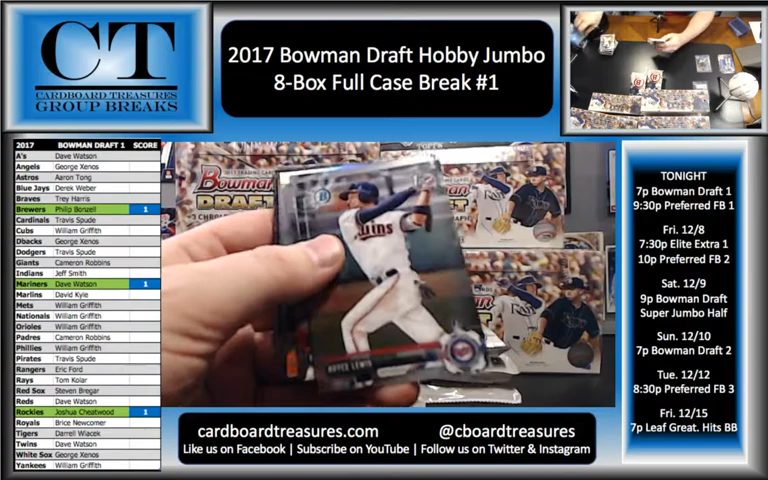 CT
CARDBOARD TREASURES
GROUP BREAKS
2017 Bowman Draft Hobby Jumbo
8-Box Full Case Break #1
2017 BOWMAN DRAFT 1 SCORE
A's Dave Watson
Angels George Xenos
Astros Aaron Tong
Blue Jays Derek Weber
Braves Trey Harris
Brewers Philip Bonzell 1
Cardinals Travis Spude
Cubs William Griffith
Dbacks George Xenos
Dodgers Travis Spude
Giants Cameron Robbins
Indians Jeff Smith
Mariners Dave Watson 1
Marlins David Kyle
Mets William Griffith
Nationals William Griffith
Orioles William Griffith
Padres Cameron Robbins
Phillies William Griffith
Pirates Travis Spude
Rangers Eric Ford
Rays Tom Kolar
Red Sox Steven Bregar
Reds Dave Watson
Rockies Joshua Cheatwood 1
Royals Brice Newcomer
Tigers Darrell Wiacek
Twins Dave Watson
White Sox George Xenos
Yankees William Griffith
TOPPS
Bowman
DRAFT
ROYCE LEWIS
TONIGHT
7p Bowman Draft 1
9:30p Preferred FB 1
Fri. 12/8
7:30p Elite Extra 1
10p Preferred FB 2
Sat. 12/9
9p Bowman Draft
Super Jumbo Half
Sun. 12/10
7p Bowman Draft 2
Tue. 12/12
8:30p Preferred FB 3
Fri. 12/15
7p Leaf Great. Hits BB
cardboardtreasures.com @cboardtreasures
Like us on Facebook | Subscribe on YouTube | Follow us on Twitter & Instagram